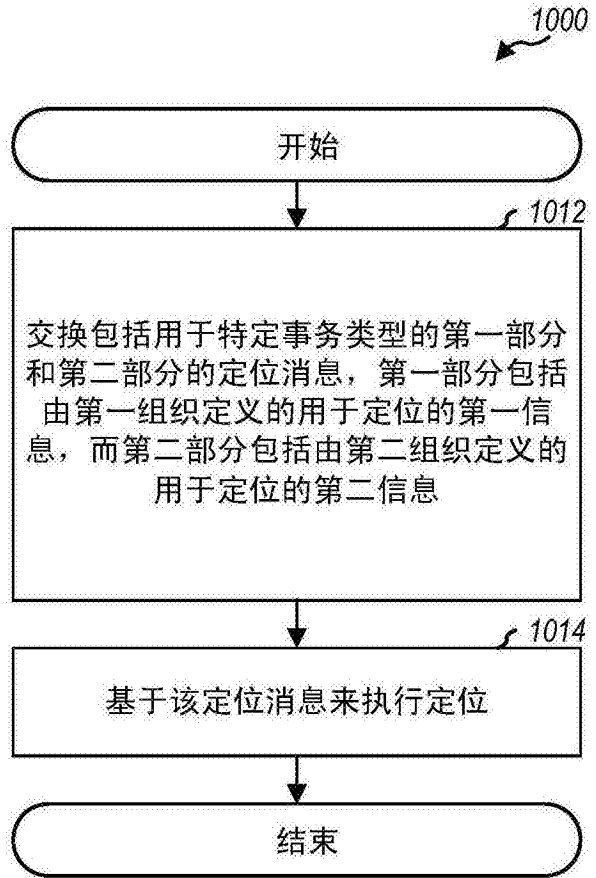 1000
开始
1012
交换包括用于特定事务类型的第一部分
和第二部分的定位消息，第一部分包括
由第一组织定义的用于定位的第一信
息，而第二部分包括由第二组织定义的
用于定位的第二信息
1014
基于该定位消息来执行定位
结束